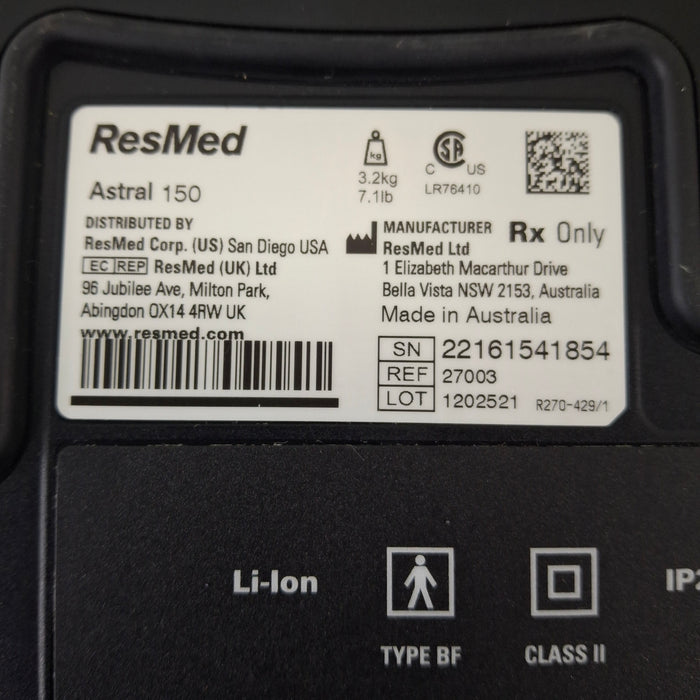 ResMed
Astral 150
DISTRIBUTED BY
ResMed Corp. (US) San Diego USA
EC REP ResMed (UK) Ltd
96 Jubilee Ave, Milton Park,
Abingdon OX14 4RW UK
www.resmed.com
kg
3.2kg
7.1lb
C SA US
LR76410
MANUFACTURER
ResMed Ltd
Rx Only
1 Elizabeth Macarthur Drive
Bella Vista NSW 2153, Australia
Made in Australia
SN 22161541854
REF 27003
LOT 1202521 R270-429/1
Li-Ion
TYPE BF
CLASS II